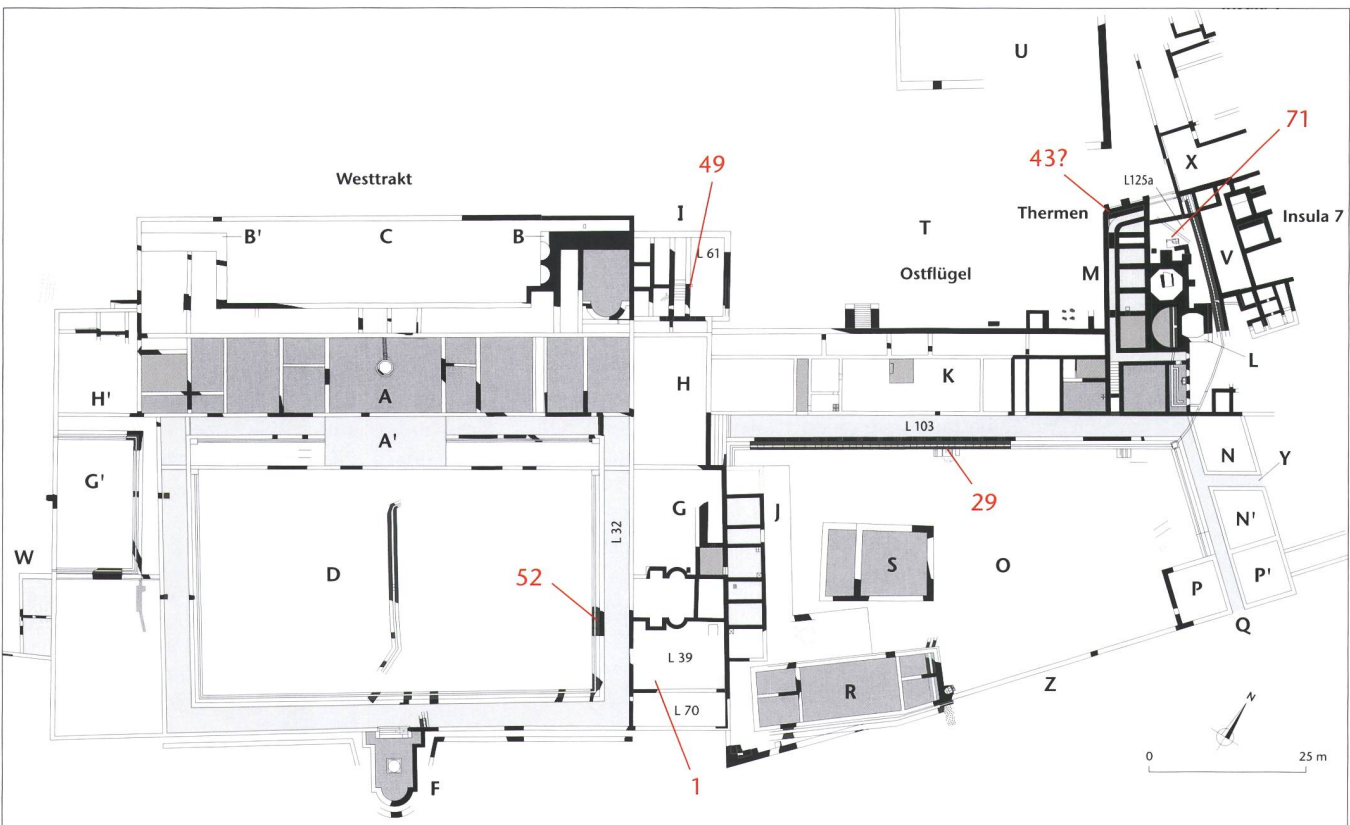 U
71
43?
X
49
L125a
Westtrakt
I
Thermen
Insula 7
B'
C
B
T
L 61
V
M
Ostflügel
L
H
K
H'
A
L 103
A'
N
Y
G'
29
G
J
L 32
N'
W
S
O
D
52
P
P'
Q
L 39
R
Z
L 70
N
0
25 m
1
F